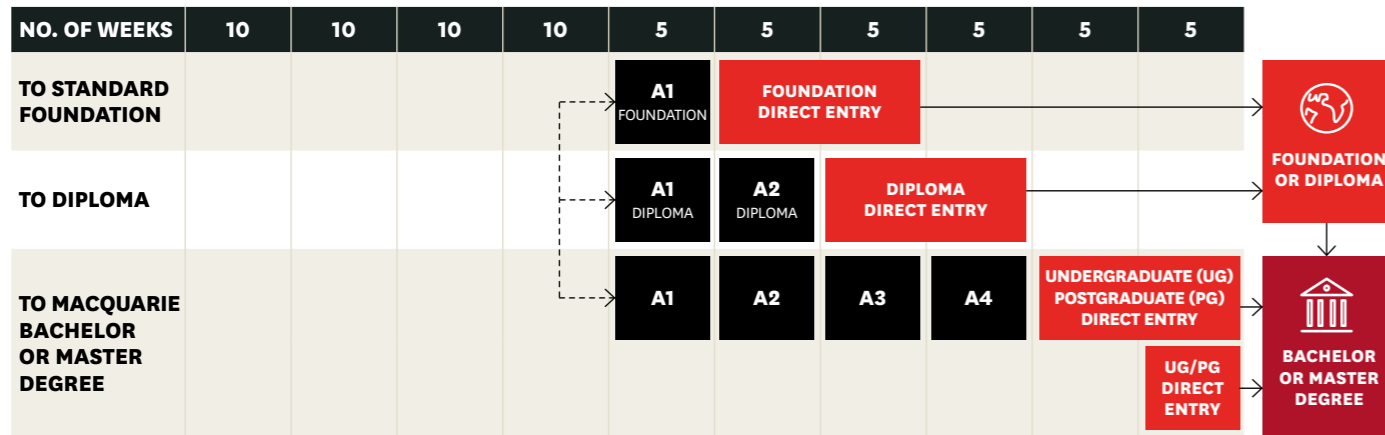 NO. OF WEEKS 10 10 10 10 5 5 5 5 5 5
TO STANDARD
FOUNDATION
A1
FOUNDATION
FOUNDATION
DIRECT ENTRY
FOUNDATION
OR DIPLOMA
TO DIPLOMA
A1
DIPLOMA
A2
DIPLOMA
DIPLOMA
DIRECT ENTRY
TO MACQUARIE
BACHELOR
OR MASTER
DEGREE
A1
A2
A3
A4
UNDERGRADUATE (UG)
POSTGRADUATE (PG)
DIRECT ENTRY
UG/PG
DIRECT
ENTRY
BACHELOR
OR MASTER
DEGREE